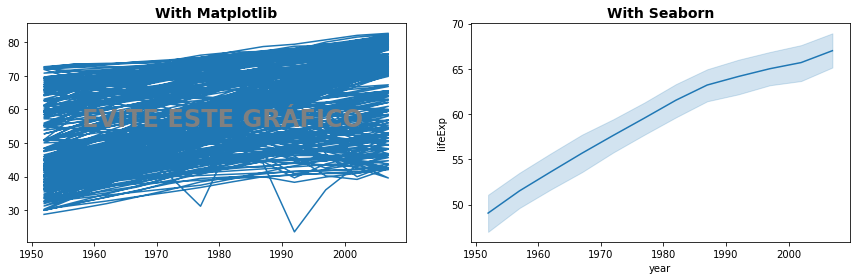 With Matplotlib
80
70
60
50
40
30
1950 1960 1970 1980 1990 2000
EVITE ESTE GRÁFICO
With Seaborn
70
65
60
55
50
lifeExp
1950 1960 1970 1980 1990 2000
year